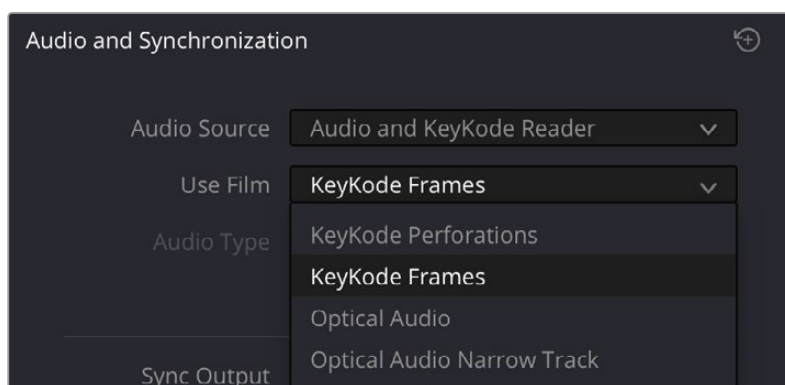 Audio and Synchronization
Audio Source Audio and KeyKode Reader
Use Film KeyKode Frames
Audio Type KeyKode Perforations
KeyKode Frames
Optical Audio
Optical Audio Narrow Track
Sync Output